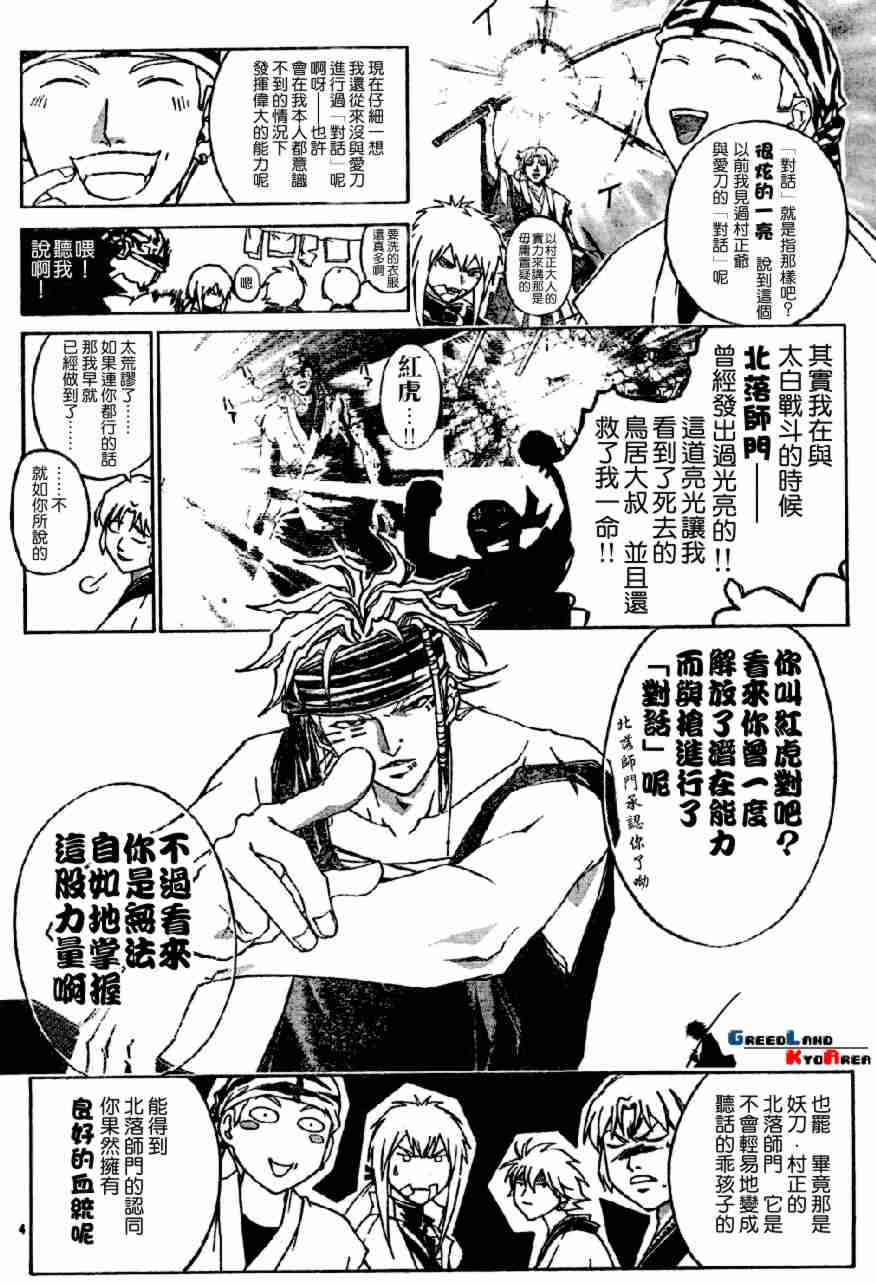 「對話」就是指那樣吧？
很炫的一亮 說到這個
以前我見過村正爺
與愛刀的「對話」呢
以村正大人的
實力來講那是
毋庸置疑的
現在仔細一想
我還從來沒與愛刀
進行過「對話」呢
啊呀——也許
會在我本人都意識
不到的情況下
發揮偉大的能力呢
要洗的衣服
還真多啊
嗯
喂！
聽我
說啊！
其實我在與
太白戰斗的時候
北落師門——
曾經發出過光亮的!!
這道亮光讓我
看到了死去的
鳥居大叔 並且還
救了我一命!!
紅虎
…!!
太荒謬了……
如果連你都行的話
那我早就
已經做到了……
……不
就如你所說的
你叫紅虎對吧？
看來你曾一度
解放了潛在能力
而與槍進行了
「對話」呢
北落師門承認你了呦
不過看來
你是無法
自如地掌握
這股力量啊
GREEDLAND
KYOAREA
也罷 畢竟那是
妖刀．村正的
北落師門 它是
不會輕易地變成
聽話的乖孩子的
能得到
北落師門的認同
你果然擁有
良好的血統呢
4